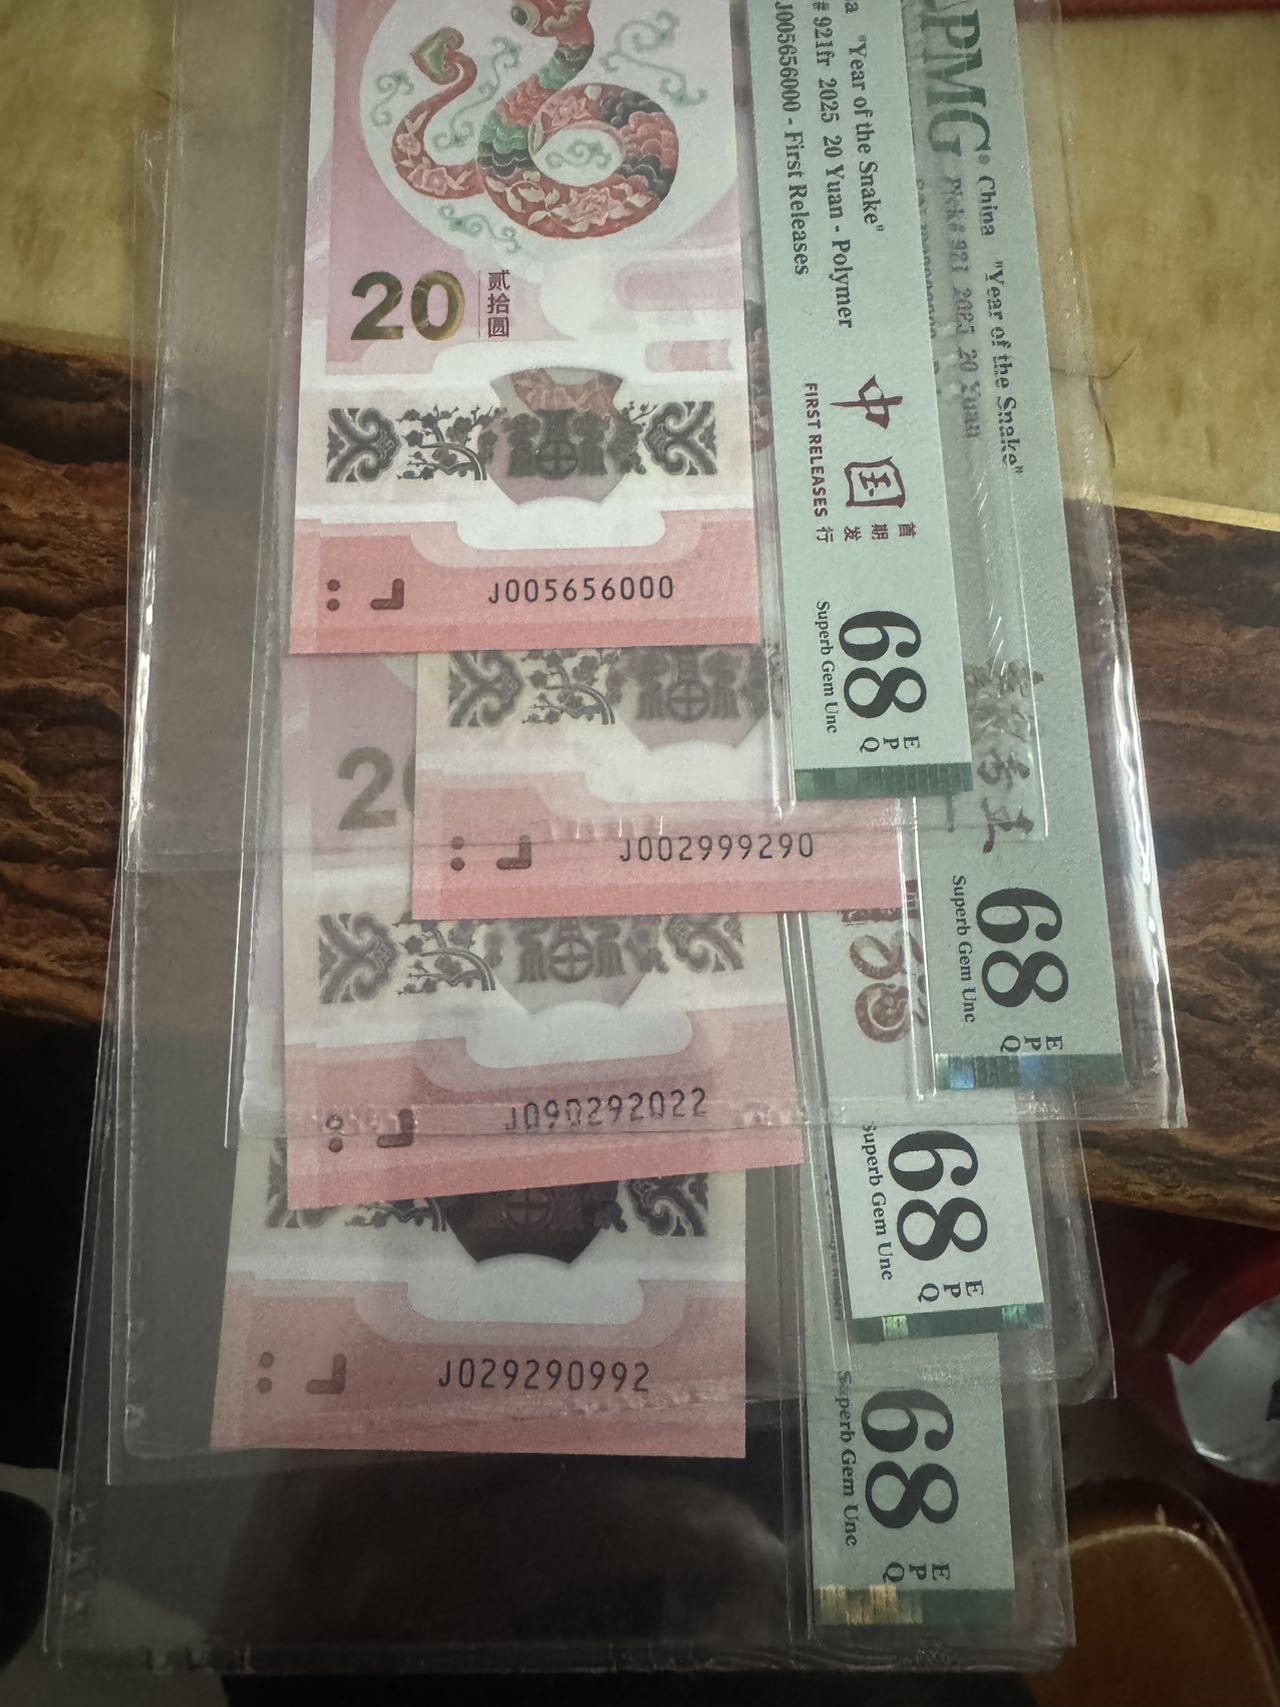 20
贰拾圆
J005656000
"Year of the Snake"
# 921fr 2025 20 Yuan - Polymer
J005656000 - First Releases
中国
首期发行
FIRST RELEASES
68
EPQ
Superb Gem Unc
PMG
China "Year of the Snake"
Pick# 921 2025 20 Yuan
J002999290
68
EPQ
Superb Gem Unc
J090292022
68
EPQ
Superb Gem Unc
J029290992
68
EPQ
Superb Gem Unc